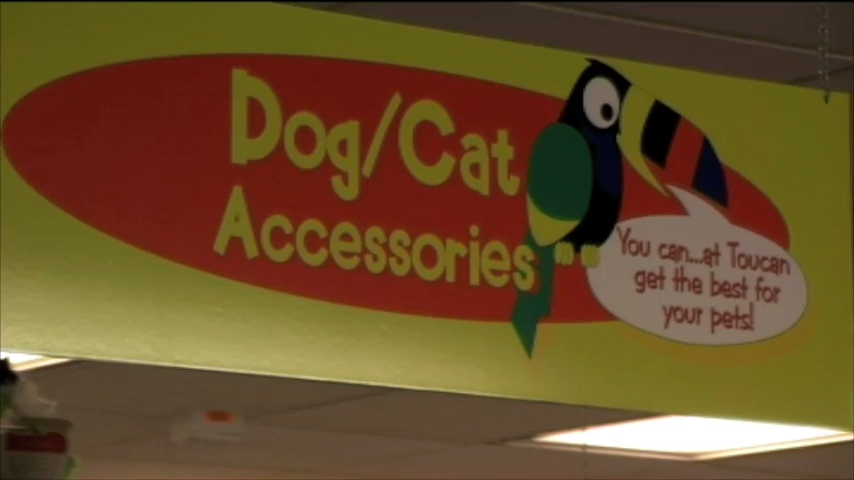 Dog/Cat
Accessories
You can...at Toucan
get the best for
your pets!